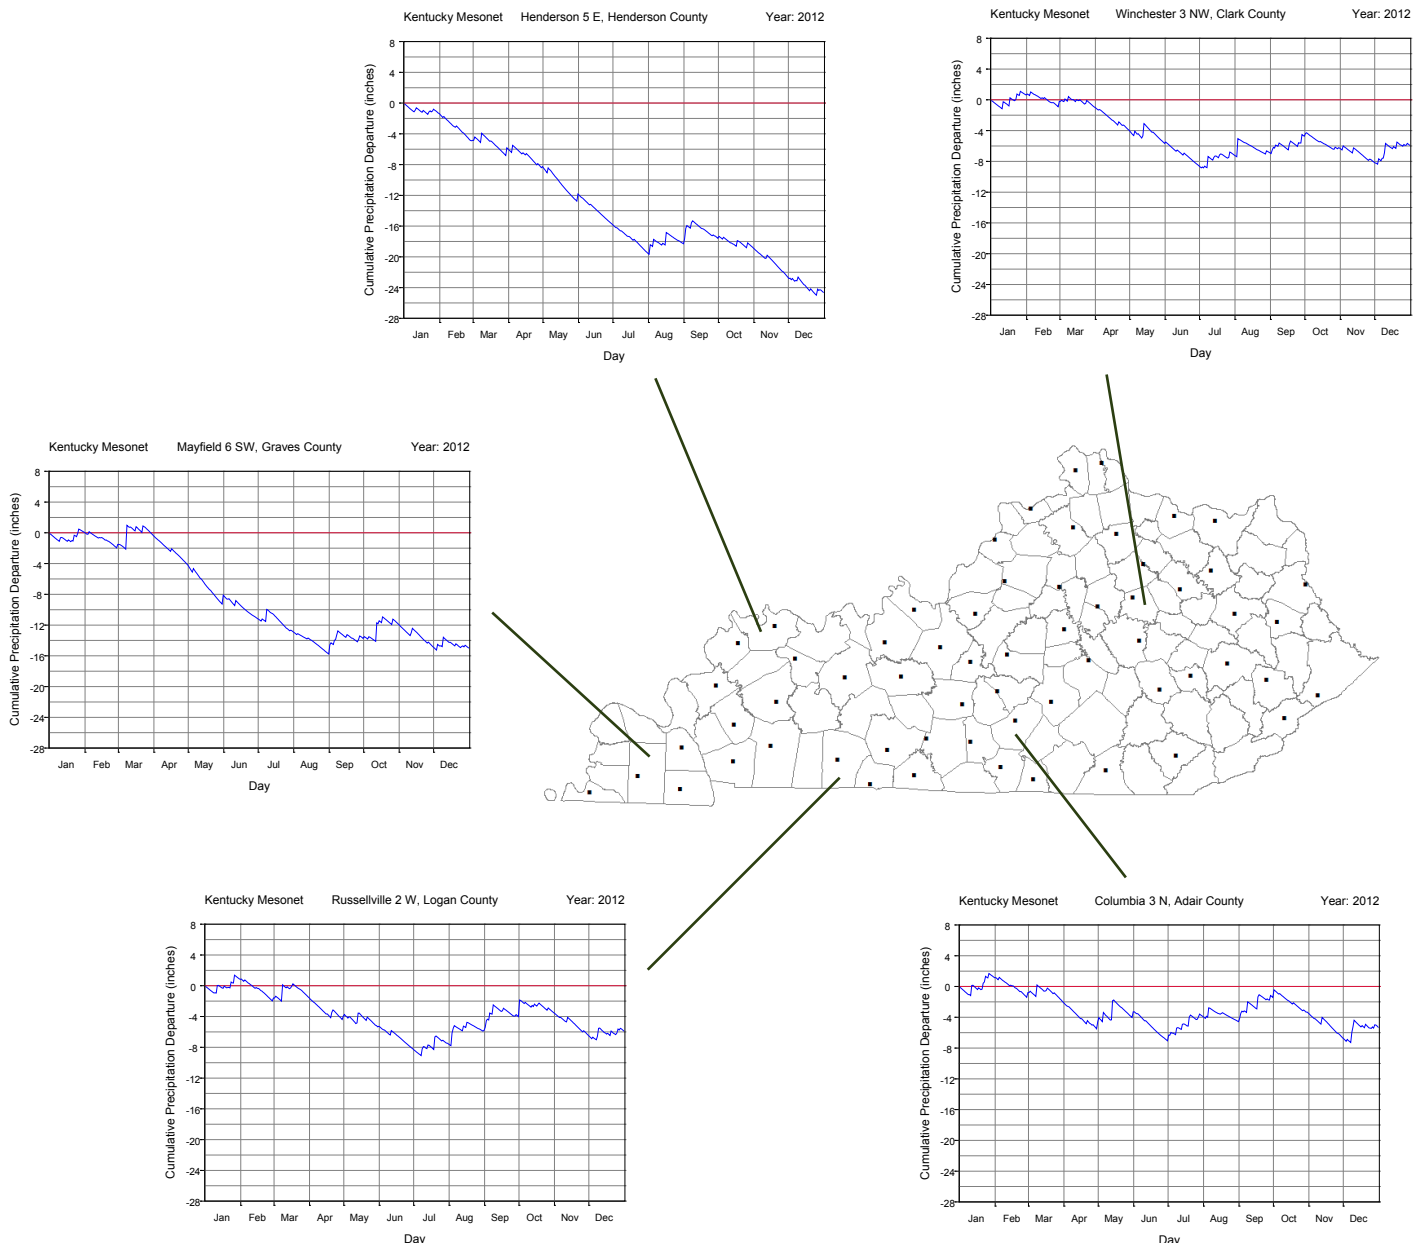 Kentucky Mesonet Henderson 5 E, Henderson County Year: 2012
Cumulative Precipitation Departure (inches)
8
4
0
-4
-8
-12
-16
-20
-24
-28
Jan Feb Mar Apr May Jun Jul Aug Sep Oct Nov Dec
Day
Kentucky Mesonet Winchester 3 NW, Clark County Year: 2012
Cumulative Precipitation Departure (inches)
8
4
0
-4
-8
-12
-16
-20
-24
-28
Jan Feb Mar Apr May Jun Jul Aug Sep Oct Nov Dec
Day
Kentucky Mesonet Mayfield 6 SW, Graves County Year: 2012
Cumulative Precipitation Departure (inches)
8
4
0
-4
-8
-12
-16
-20
-24
-28
Jan Feb Mar Apr May Jun Jul Aug Sep Oct Nov Dec
Day
Kentucky Mesonet Russellville 2 W, Logan County Year: 2012
Cumulative Precipitation Departure (inches)
8
4
0
-4
-8
-12
-16
-20
-24
-28
Jan Feb Mar Apr May Jun Jul Aug Sep Oct Nov Dec
Day
Kentucky Mesonet Columbia 3 N, Adair County Year: 2012
Cumulative Precipitation Departure (inches)
8
4
0
-4
-8
-12
-16
-20
-24
-28
Jan Feb Mar Apr May Jun Jul Aug Sep Oct Nov Dec
Day